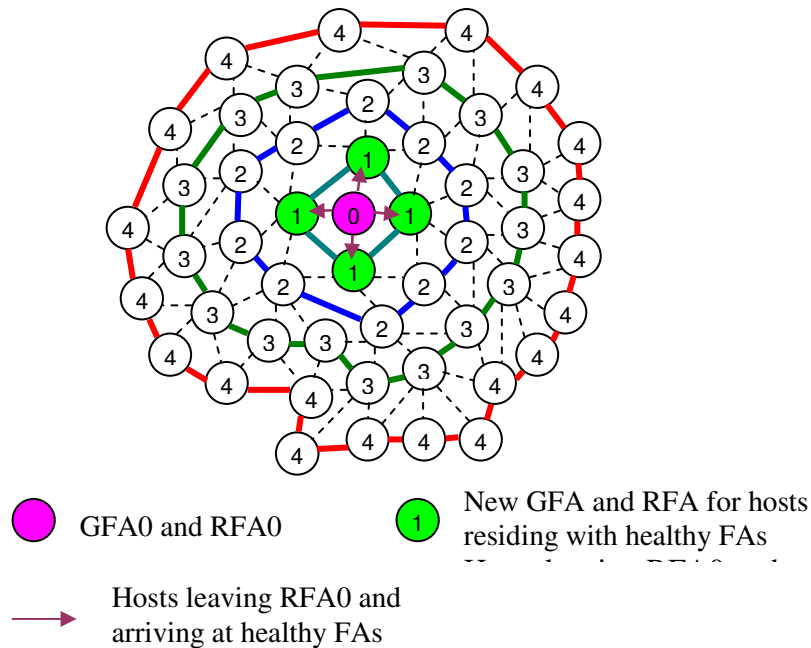 4 4
4 3 3 4
3 2 3
4 2 2 4
2 1 3
3 2
3 4
1 0 1
4 2 2 3
3 1 4
2 2 3
4 3 4
2 3
4 3 3 4
4 3 3 4
4
4 4 4 4
GFA0 and RFA0
1
New GFA and RFA for hosts
residing with healthy FAs
Hosts leaving RFA0 and
arriving at healthy FAs